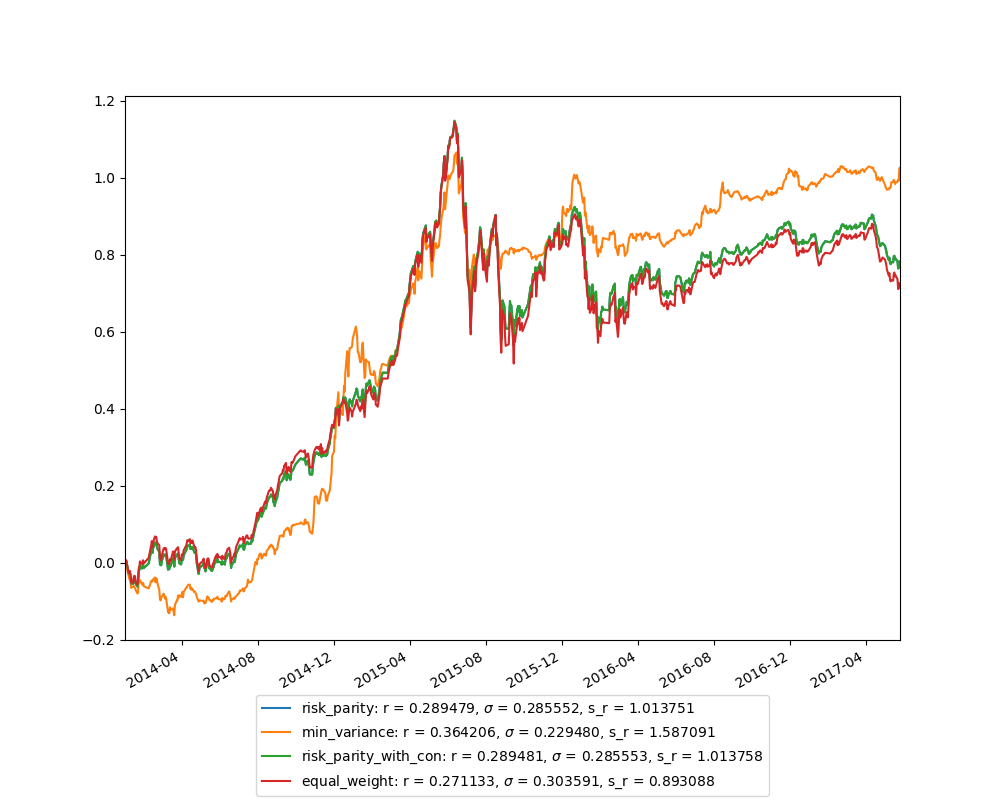 1.2
1.0
0.8
0.6
0.4
0.2
0.0
−0.2
2014-04 2014-08 2014-12 2015-04 2015-08 2015-12 2016-04 2016-08 2016-12 2017-04
risk_parity: r = 0.289479, σ = 0.285552, s_r = 1.013751
min_variance: r = 0.364206, σ = 0.229480, s_r = 1.587091
risk_parity_with_con: r = 0.289481, σ = 0.285553, s_r = 1.013758
equal_weight: r = 0.271133, σ = 0.303591, s_r = 0.893088